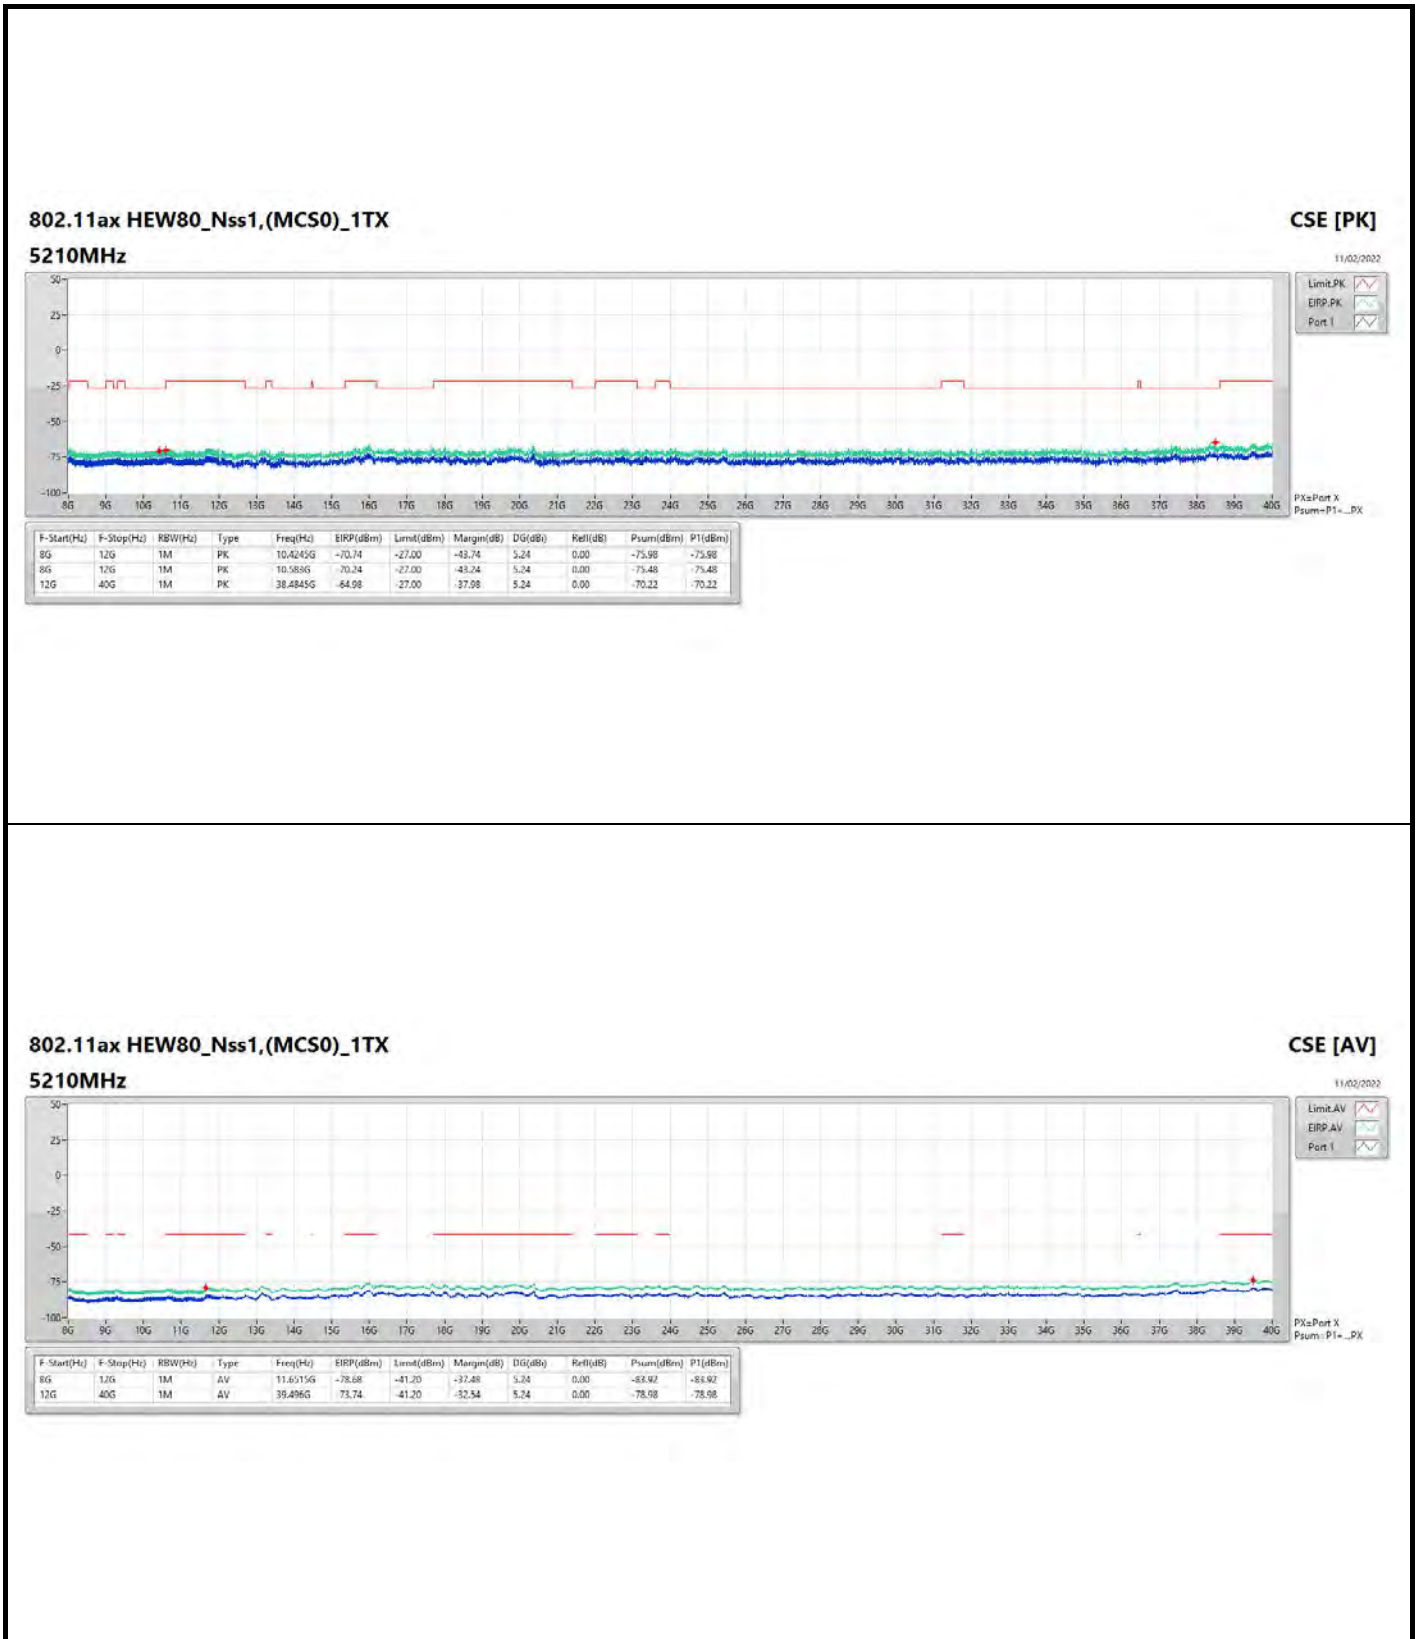 802.11ax HEW80_Nss1,(MCS0)_1TX
CSE [PK]
5210MHz
11/02/2022
50
25
0
-25
-50
-75
-100
8G 9G 10G 11G 12G 13G 14G 15G 16G 17G 18G 19G 20G 21G 22G 23G 24G 25G 26G 27G 28G 29G 30G 31G 32G 33G 34G 35G 36G 37G 38G 39G 40G
Limit.PK
EIRP.PK
Port 1
PX=Port X
Psum=P1+...PX
F-Start(Hz) F-Stop(Hz) RBW(Hz) Type Freq(Hz) EIRP(dBm) Limit(dBm) Margin(dB) DG(dBi) Refl(dB) Psum(dBm) P1(dBm)
8G 12G 1M PK 10.4245G -70.74 -27.00 -43.74 5.24 0.00 -75.98 -75.98
8G 12G 1M PK 10.583G -70.24 -27.00 -43.24 5.24 0.00 -75.48 -75.48
12G 40G 1M PK 38.4845G -64.98 -27.00 -37.98 5.24 0.00 -70.22 -70.22
802.11ax HEW80_Nss1,(MCS0)_1TX
CSE [AV]
5210MHz
11/02/2022
50
25
0
-25
-50
-75
-100
8G 9G 10G 11G 12G 13G 14G 15G 16G 17G 18G 19G 20G 21G 22G 23G 24G 25G 26G 27G 28G 29G 30G 31G 32G 33G 34G 35G 36G 37G 38G 39G 40G
Limit.AV
EIRP.AV
Port 1
PX=Port X
Psum=P1+...PX
F-Start(Hz) F-Stop(Hz) RBW(Hz) Type Freq(Hz) EIRP(dBm) Limit(dBm) Margin(dB) DG(dBi) Refl(dB) Psum(dBm) P1(dBm)
8G 12G 1M AV 11.6515G -78.68 -41.20 -37.48 5.24 0.00 -83.92 -83.92
12G 40G 1M AV 39.496G -73.74 -41.20 -32.54 5.24 0.00 -78.98 -78.98